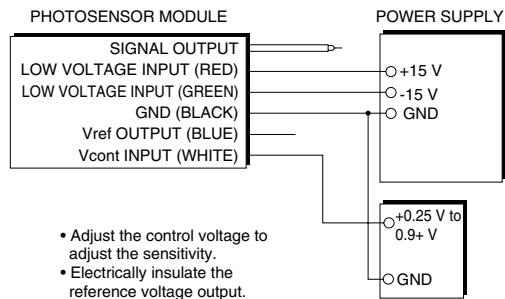 PHOTOSENSOR MODULE
POWER SUPPLY
SIGNAL OUTPUT
LOW VOLTAGE INPUT (RED)
+15 V
LOW VOLTAGE INPUT (GREEN)
-15 V
GND (BLACK)
GND
Vref OUTPUT (BLUE)
Vcont INPUT (WHITE)
+0.25 V to
0.9+ V
GND
• Adjust the control voltage to
adjust the sensitivity.
• Electrically insulate the
reference voltage output.